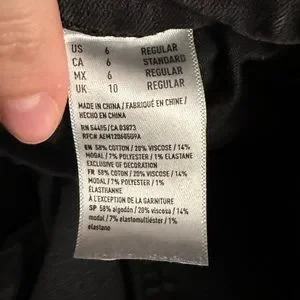 US 6 REGULAR
CA 6 STANDARD
MX 6 REGULAR
UK 10 REGULAR
MADE IN CHINA / FABRIQUÉ EN CHINE /
HECHO EN CHINA
RN 54485/CA 03873
RFC# AEM1206050PA
EN 58% COTTON / 20% VISCOSE / 14%
MODAL / 7% POLYESTER / 1% ELASTANE
EXCLUSIVE OF DECORATION
FR 58% COTON / 20% VISCOSE / 14%
MODAL / 7% POLYESTER / 1%
ÉLASTHANNE
À L'EXCEPTION DE LA GARNITURE
SP 58% algodón / 20% viscosa / 14%
modal / 7% elastomultiéster / 1%
elastano